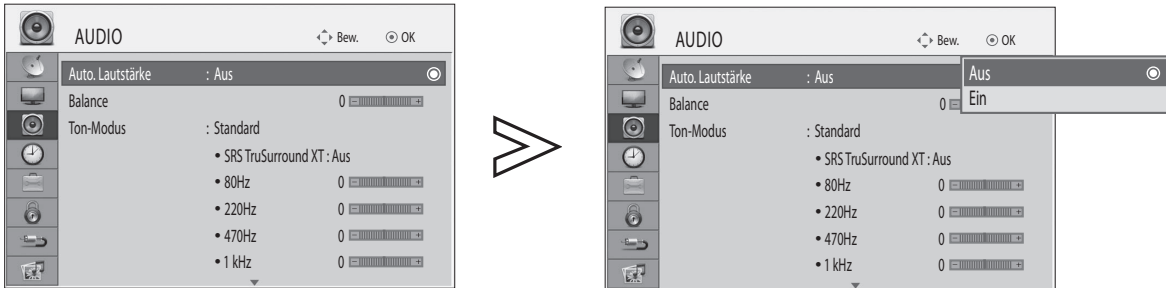 AUDIO
Bew. OK
Auto. Lautstärke : Aus
Balance 0 - +
Ton-Modus : Standard
• SRS TruSurround XT : Aus
• 80Hz 0 - +
• 220Hz 0 - +
• 470Hz 0 - +
• 1 kHz 0 - +
AUDIO
Bew. OK
Auto. Lautstärke : Aus
Balance 0 -
Ton-Modus : Standard
• SRS TruSurround XT : Aus
• 80Hz 0 - +
• 220Hz 0 - +
• 470Hz 0 - +
• 1 kHz 0 - +
Aus
Ein